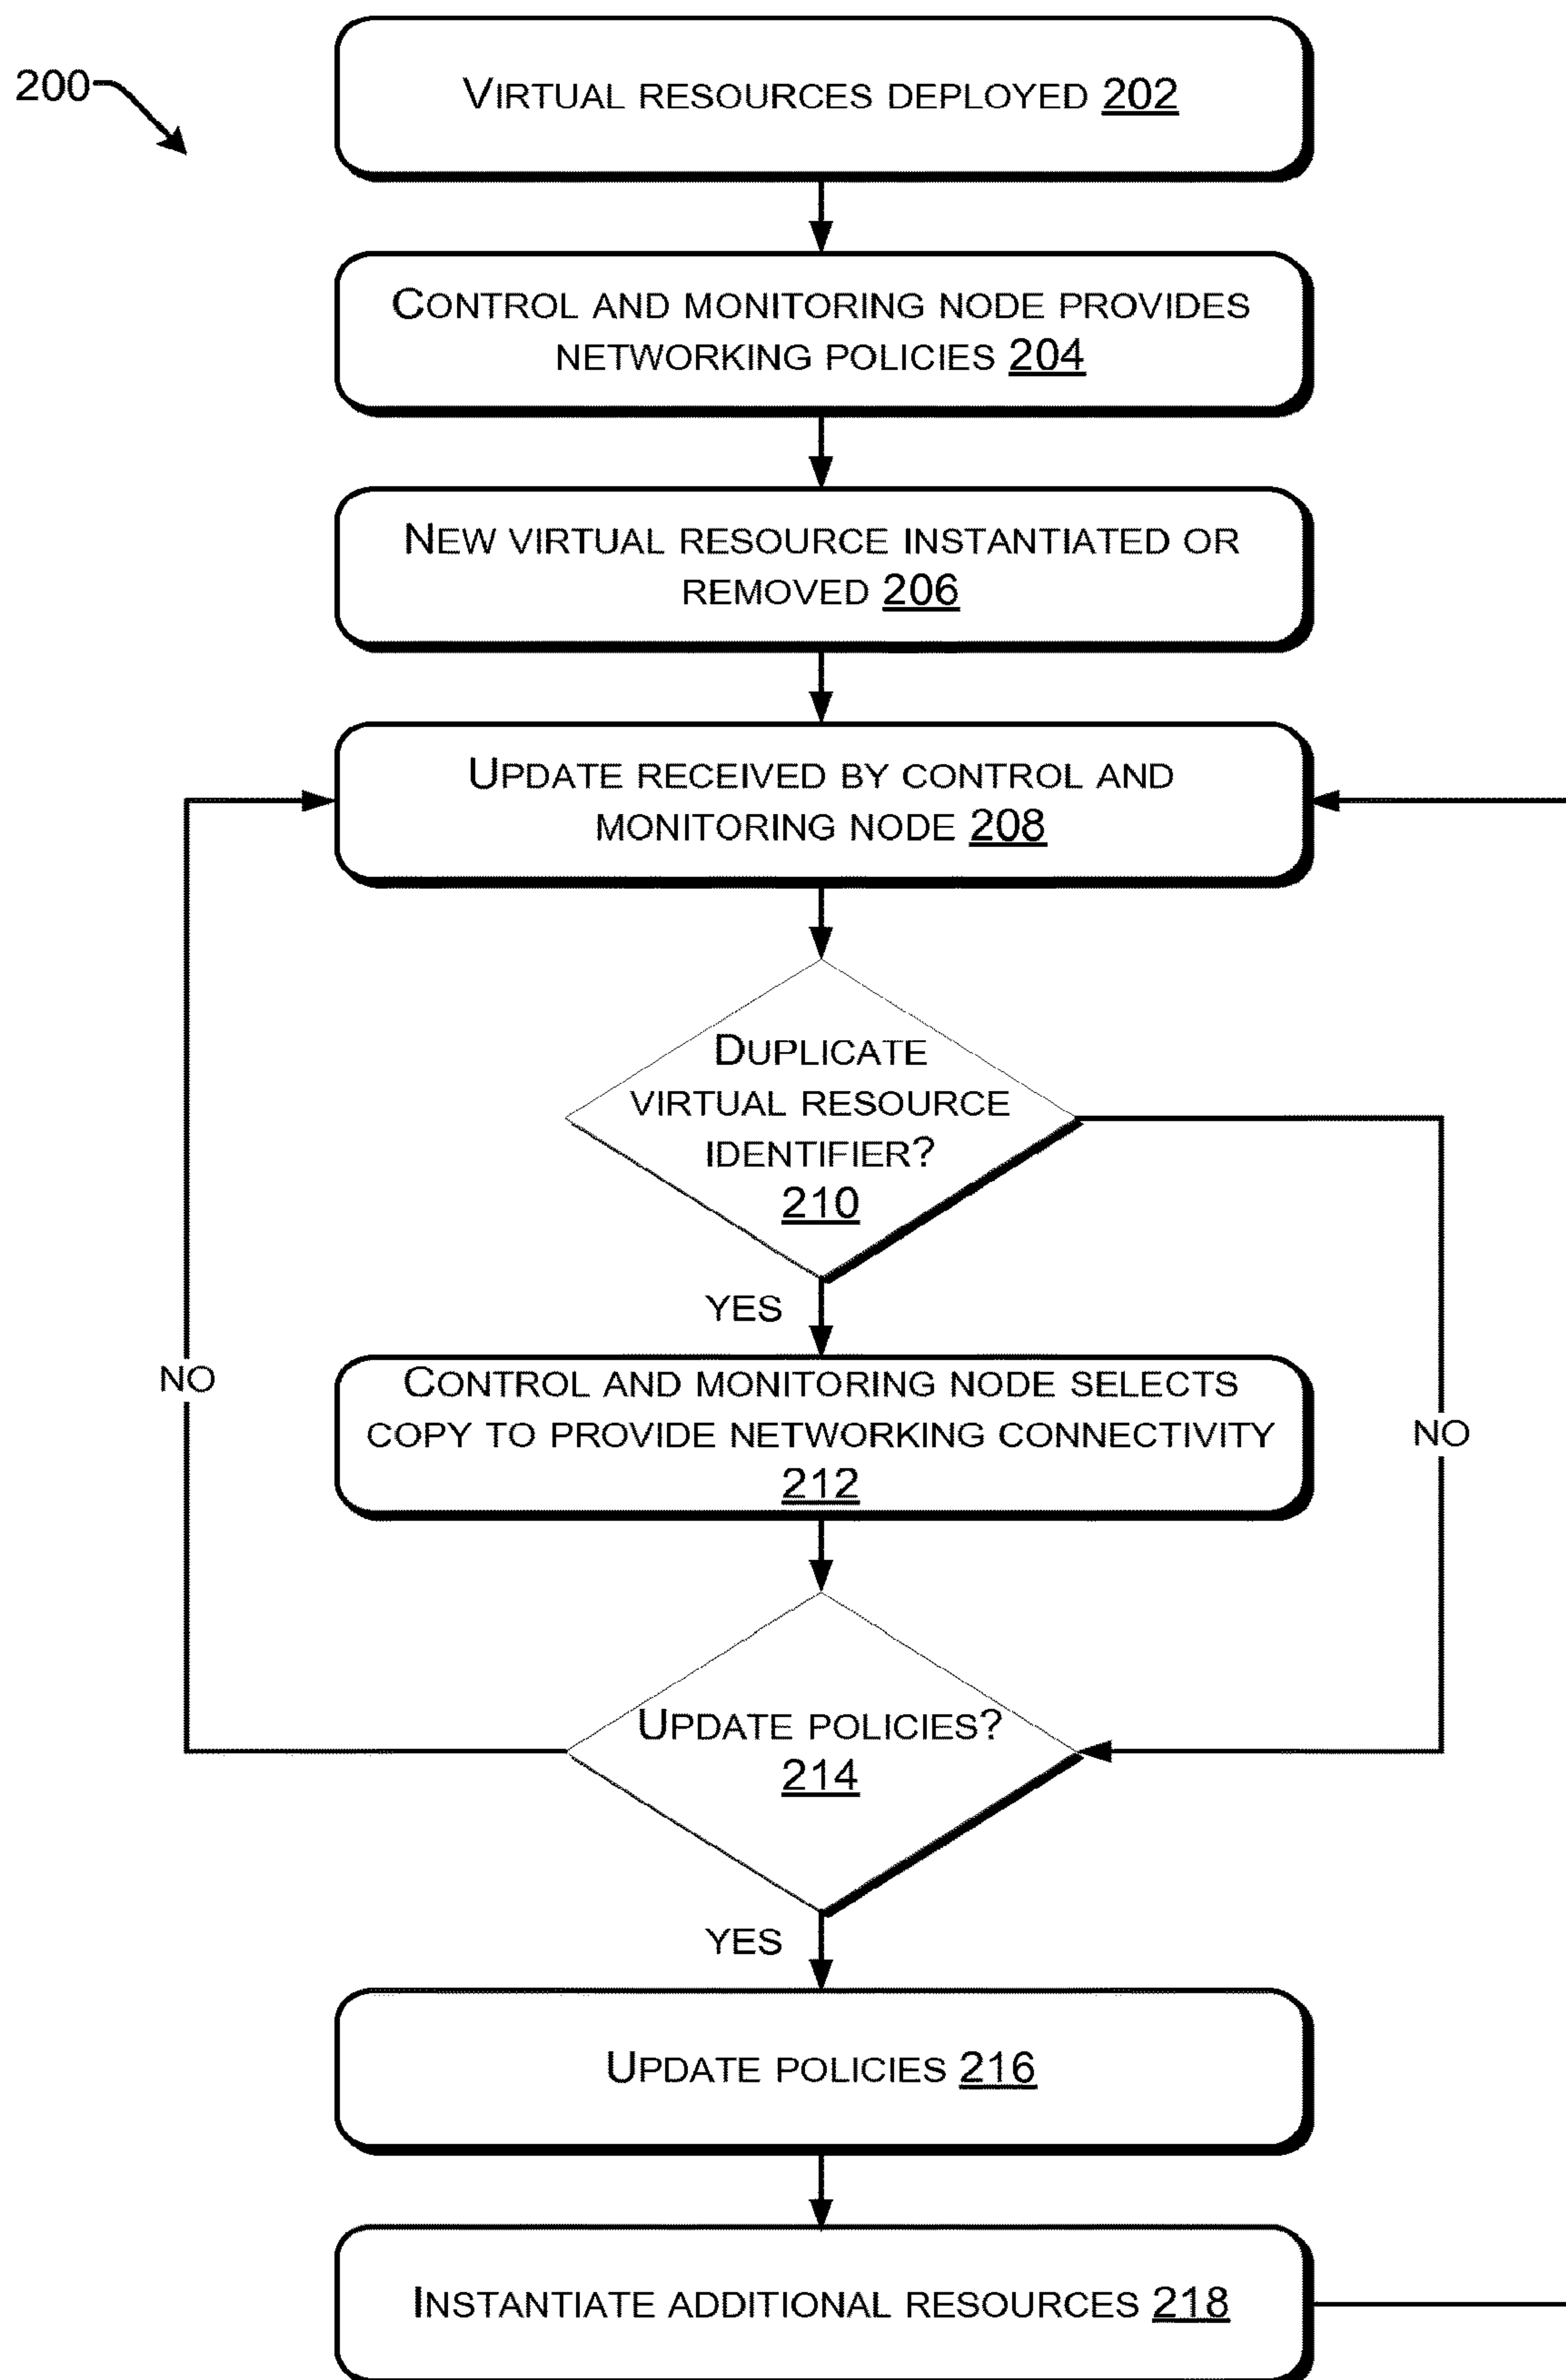 200
VIRTUAL RESOURCES DEPLOYED 202
CONTROL AND MONITORING NODE PROVIDES
NETWORKING POLICIES 204
NEW VIRTUAL RESOURCE INSTANTIATED OR
REMOVED 206
UPDATE RECEIVED BY CONTROL AND
MONITORING NODE 208
DUPLICATE
VIRTUAL RESOURCE
IDENTIFIER?
210
YES
NO
CONTROL AND MONITORING NODE SELECTS
COPY TO PROVIDE NETWORKING CONNECTIVITY
212
NO
UPDATE POLICIES?
214
YES
UPDATE POLICIES 216
INSTANTIATE ADDITIONAL RESOURCES 218